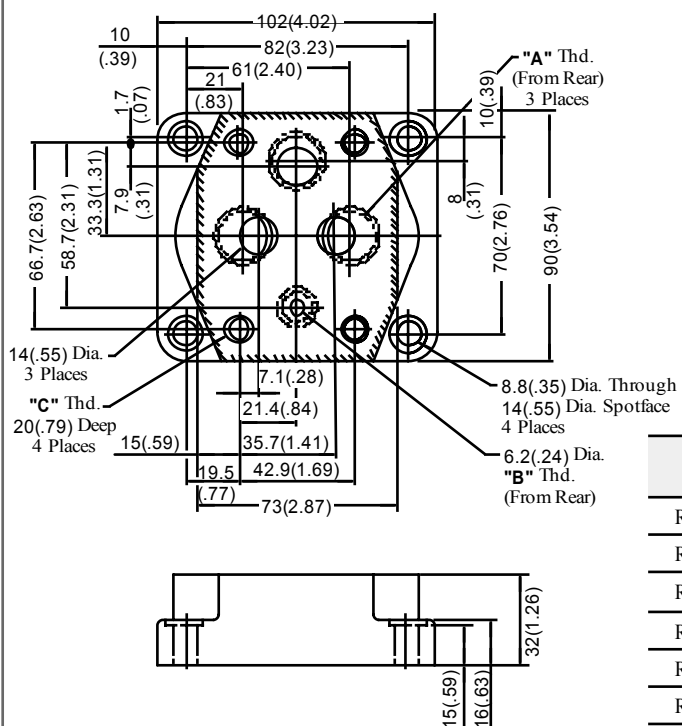 102(4.02)
10
(.39)
82(3.23)
61(2.40)
21
(.83)
"A" Thd.
(From Rear)
3 Places
1.7
(.07)
10(.39)
66.7(2.63)
58.7(2.31)
33.3(1.31)
7.9
(.31)
8
(.31)
70(2.76)
90(3.54)
14(.55) Dia.
3 Places
"C" Thd.
20(.79) Deep
4 Places
7.1(.28)
21.4(.84)
15(.59)
35.7(1.41)
19.5
(.77)
42.9(1.69)
73(2.87)
8.8(.35) Dia. Through
14(.55) Dia. Spotface
4 Places
6.2(.24) Dia.
"B" Thd.
(From Rear)
R
R
R
R
R
R
32(1.26)
15(.59)
16(.63)